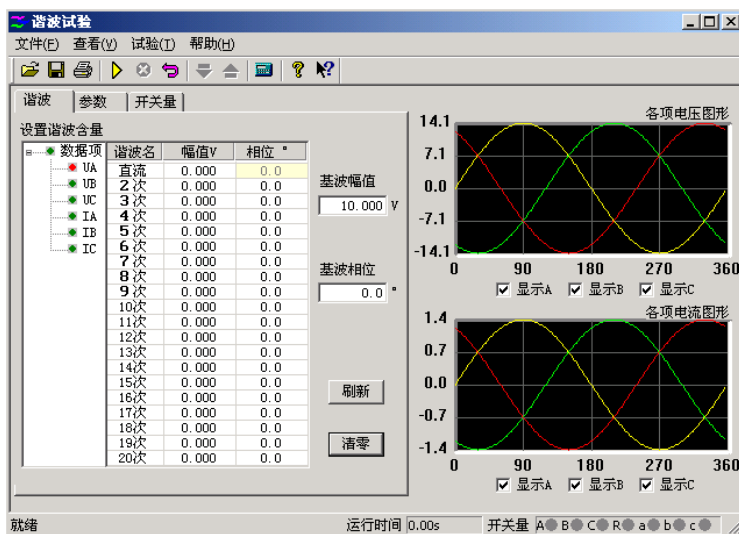 谐波试验
文件(F) 查看(V) 试验(T) 帮助(H)
谐波 参数 开关量
设置谐波含量
数据项
UA
UB
UC
IA
IB
IC
谐波名 幅值V 相位 °
直流 0.000 0.0
2次 0.000 0.0
3次 0.000 0.0
4次 0.000 0.0
5次 0.000 0.0
6次 0.000 0.0
7次 0.000 0.0
8次 0.000 0.0
9次 0.000 0.0
10次 0.000 0.0
11次 0.000 0.0
12次 0.000 0.0
13次 0.000 0.0
14次 0.000 0.0
15次 0.000 0.0
16次 0.000 0.0
17次 0.000 0.0
18次 0.000 0.0
19次 0.000 0.0
20次 0.000 0.0
基波幅值
10.000 V
基波相位
0.0 °
刷新
清零
各项电压图形
14.1
7.1
0.0
-7.1
-14.1
0 90 180 270 360
显示A 显示B 显示C
各项电流图形
1.4
0.7
0.0
-0.7
-1.4
0 90 180 270 360
显示A 显示B 显示C
就绪 运行时间 0.00s 开关量 A B C R a b c